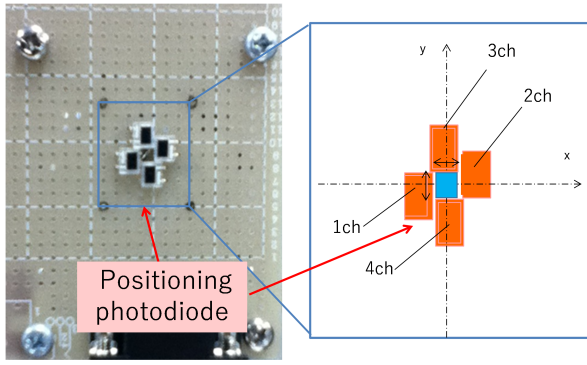 y
3ch
2ch
x
1ch
4ch
Positioning
photodiode